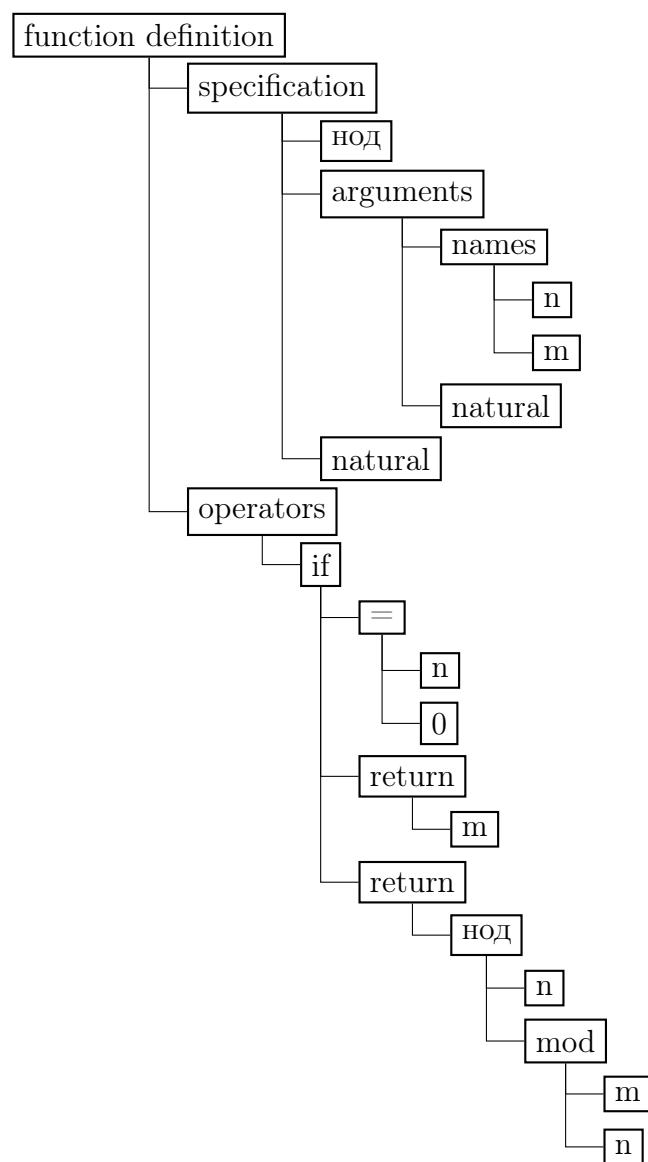 function definition
specification
нод
arguments
names
n
m
natural
natural
operators
if
=
n
0
return
m
return
нод
n
mod
m
n